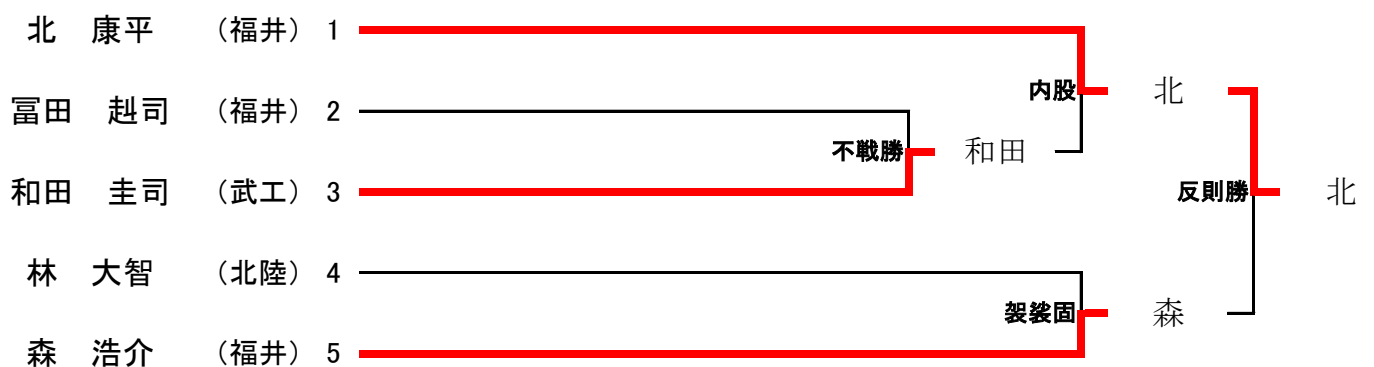 北　康平　（福井）　1
内股　北
冨田　赳司　（福井）　2
不戦勝　和田
和田　圭司　（武工）　3
反則勝　北
林　大智　（北陸）　4
袈裟固　森
森　浩介　（福井）　5